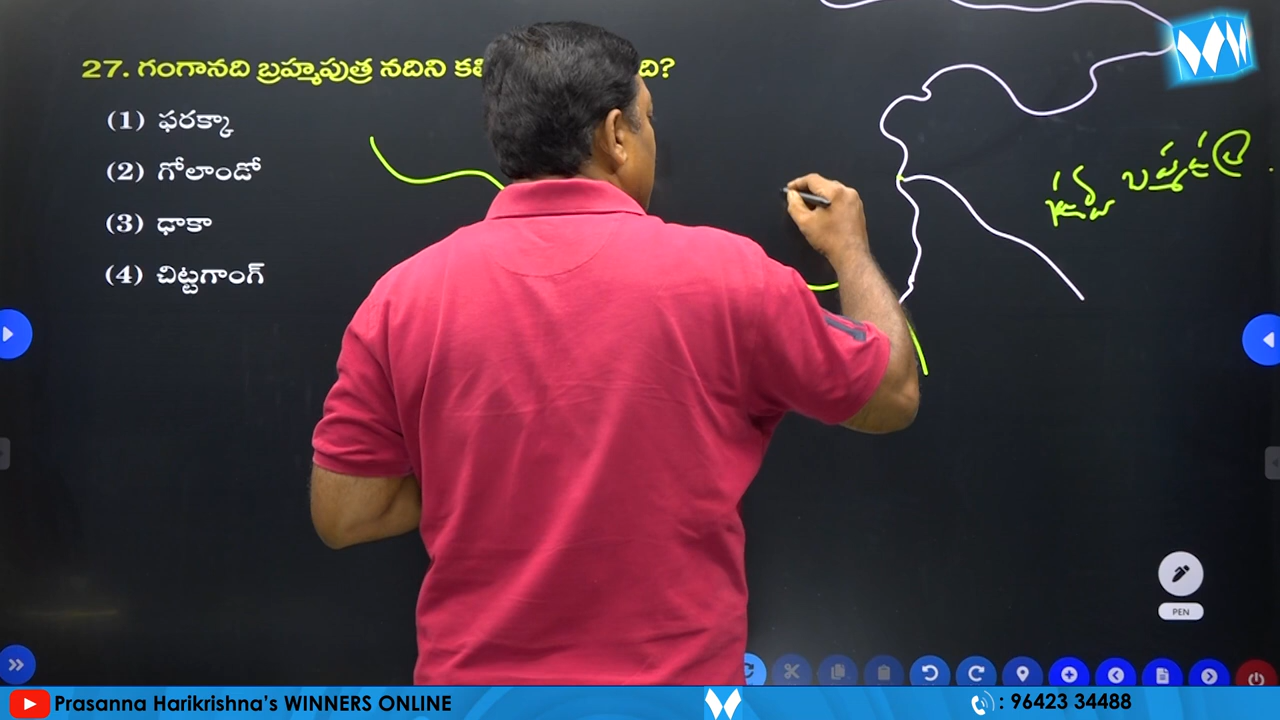 27. గంగానది బ్రహ్మపుత్ర నదిని
(1) ఫరక్కా
(2) గోలాండో
(3) ఢాకా
(4) చిట్టగాంగ్
PEN
Prasanna Harikrishna's WINNERS ONLINE
: 96423 34488